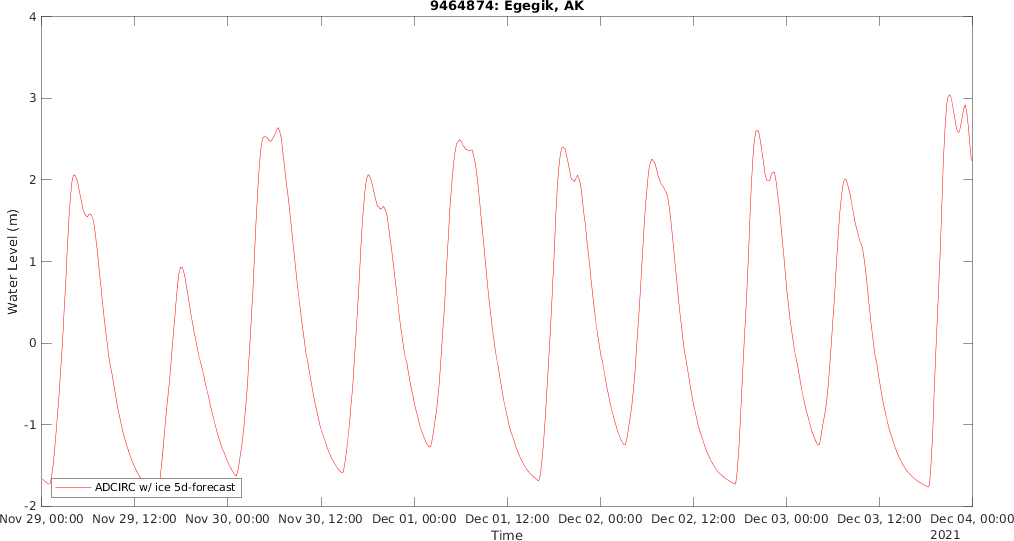 9464874: Egegik, AK
4
3
2
1
0
-1
-2
Water Level (m)
ADCIRC w/ ice 5d-forecast
Nov 29, 00:00 Nov 29, 12:00 Nov 30, 00:00 Nov 30, 12:00 Dec 01, 00:00 Dec 01, 12:00 Dec 02, 00:00 Dec 02, 12:00 Dec 03, 00:00 Dec 03, 12:00 Dec 04, 00:00
Time
2021